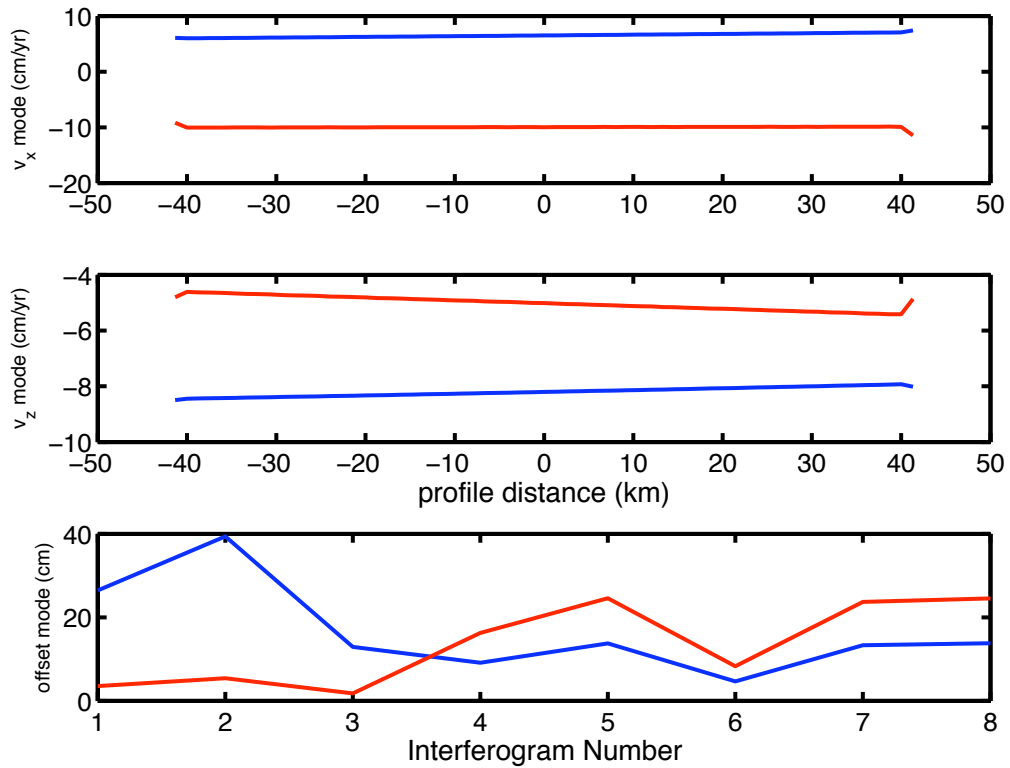 10
0
−10
−20
v_x mode (cm/yr)
−50 −40 −30 −20 −10 0 10 20 30 40 50
−4
−6
−8
−10
v_z mode (cm/yr)
−50 −40 −30 −20 −10 0 10 20 30 40 50
profile distance (km)
40
20
0
offset mode (cm)
1 2 3 4 5 6 7 8
Interferogram Number